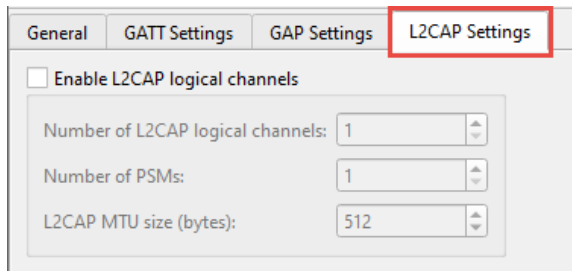 General GATT Settings GAP Settings L2CAP Settings
Enable L2CAP logical channels
Number of L2CAP logical channels: 1
Number of PSMs: 1
L2CAP MTU size (bytes): 512